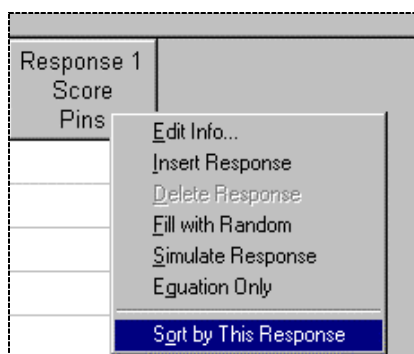 Response 1
Score
Pins
Edit Info...
Insert Response
Delete Response
Fill with Random
Simulate Response
Equation Only
Sort by This Response